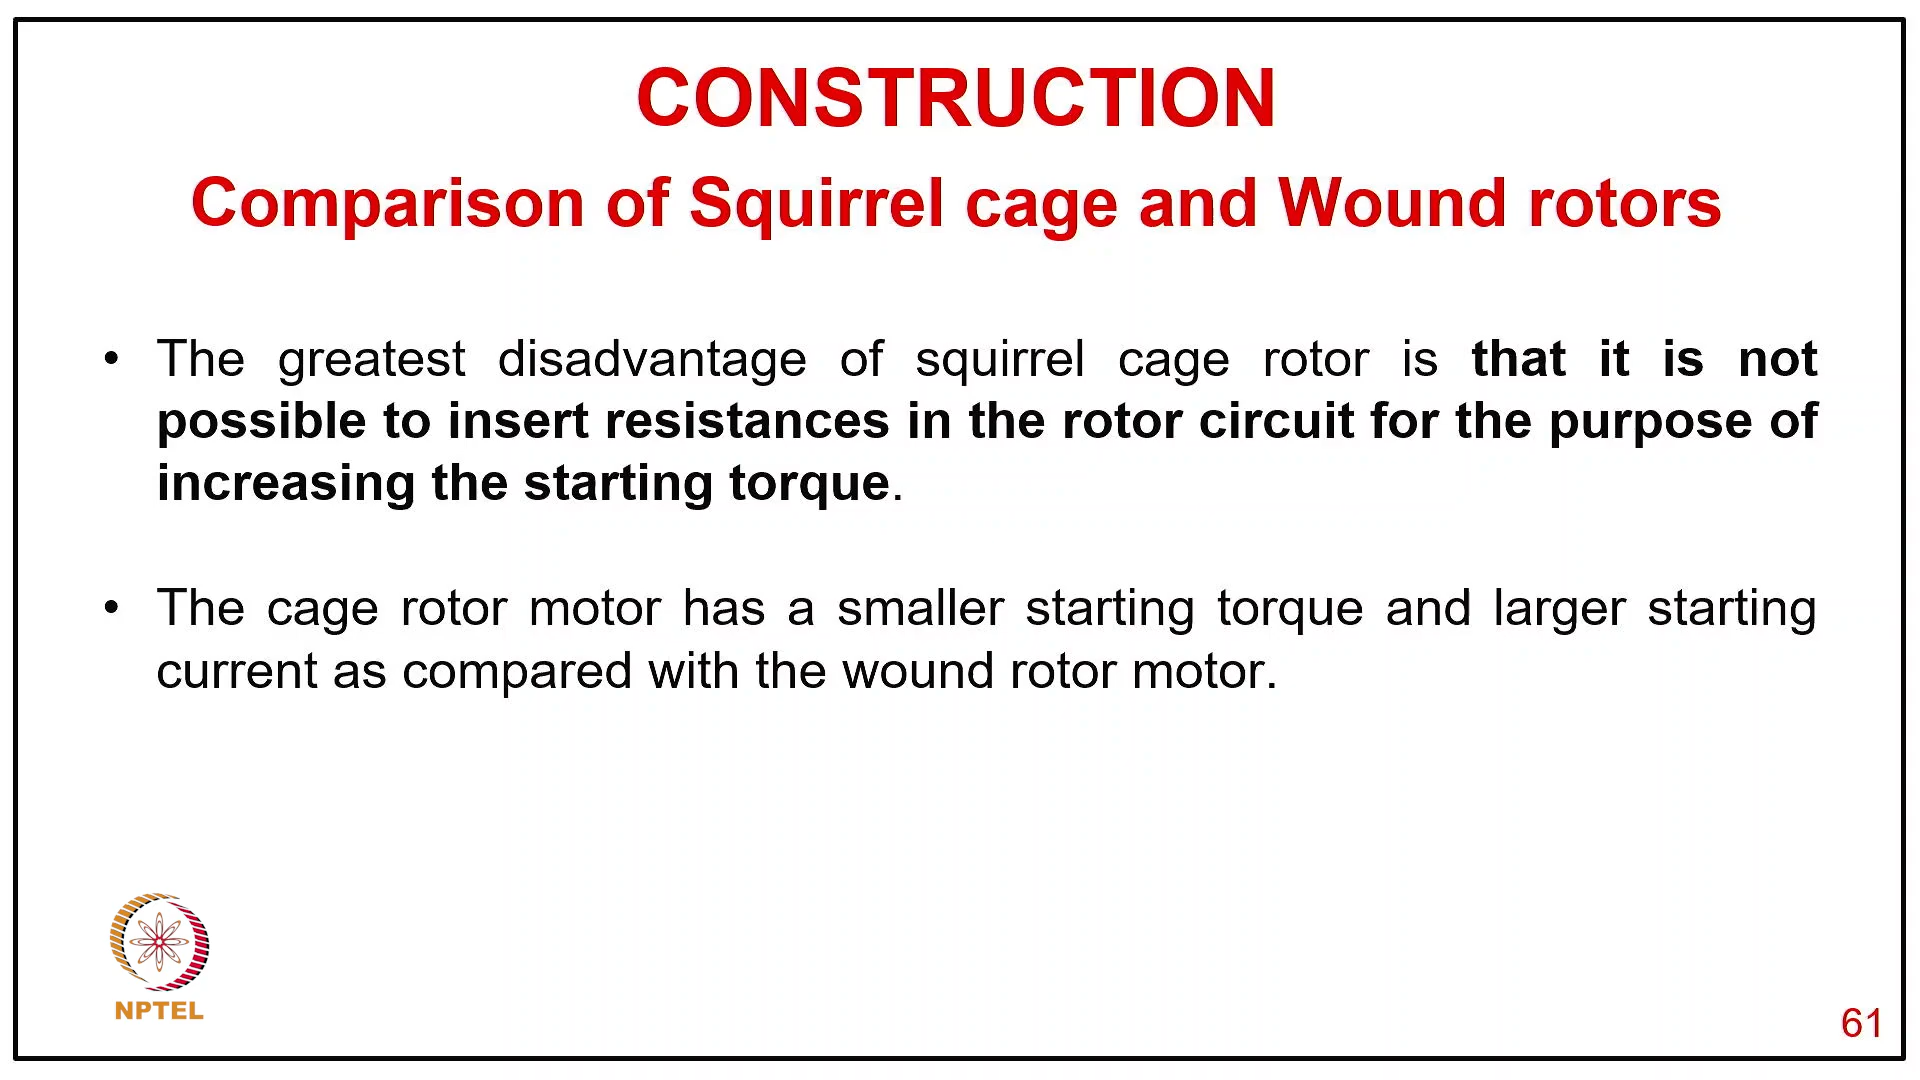 CONSTRUCTION
Comparison of Squirrel cage and Wound rotors
• The greatest disadvantage of squirrel cage rotor is that it is not
possible to insert resistances in the rotor circuit for the purpose of
increasing the starting torque.
• The cage rotor motor has a smaller starting torque and larger starting
current as compared with the wound rotor motor.
NPTEL
61